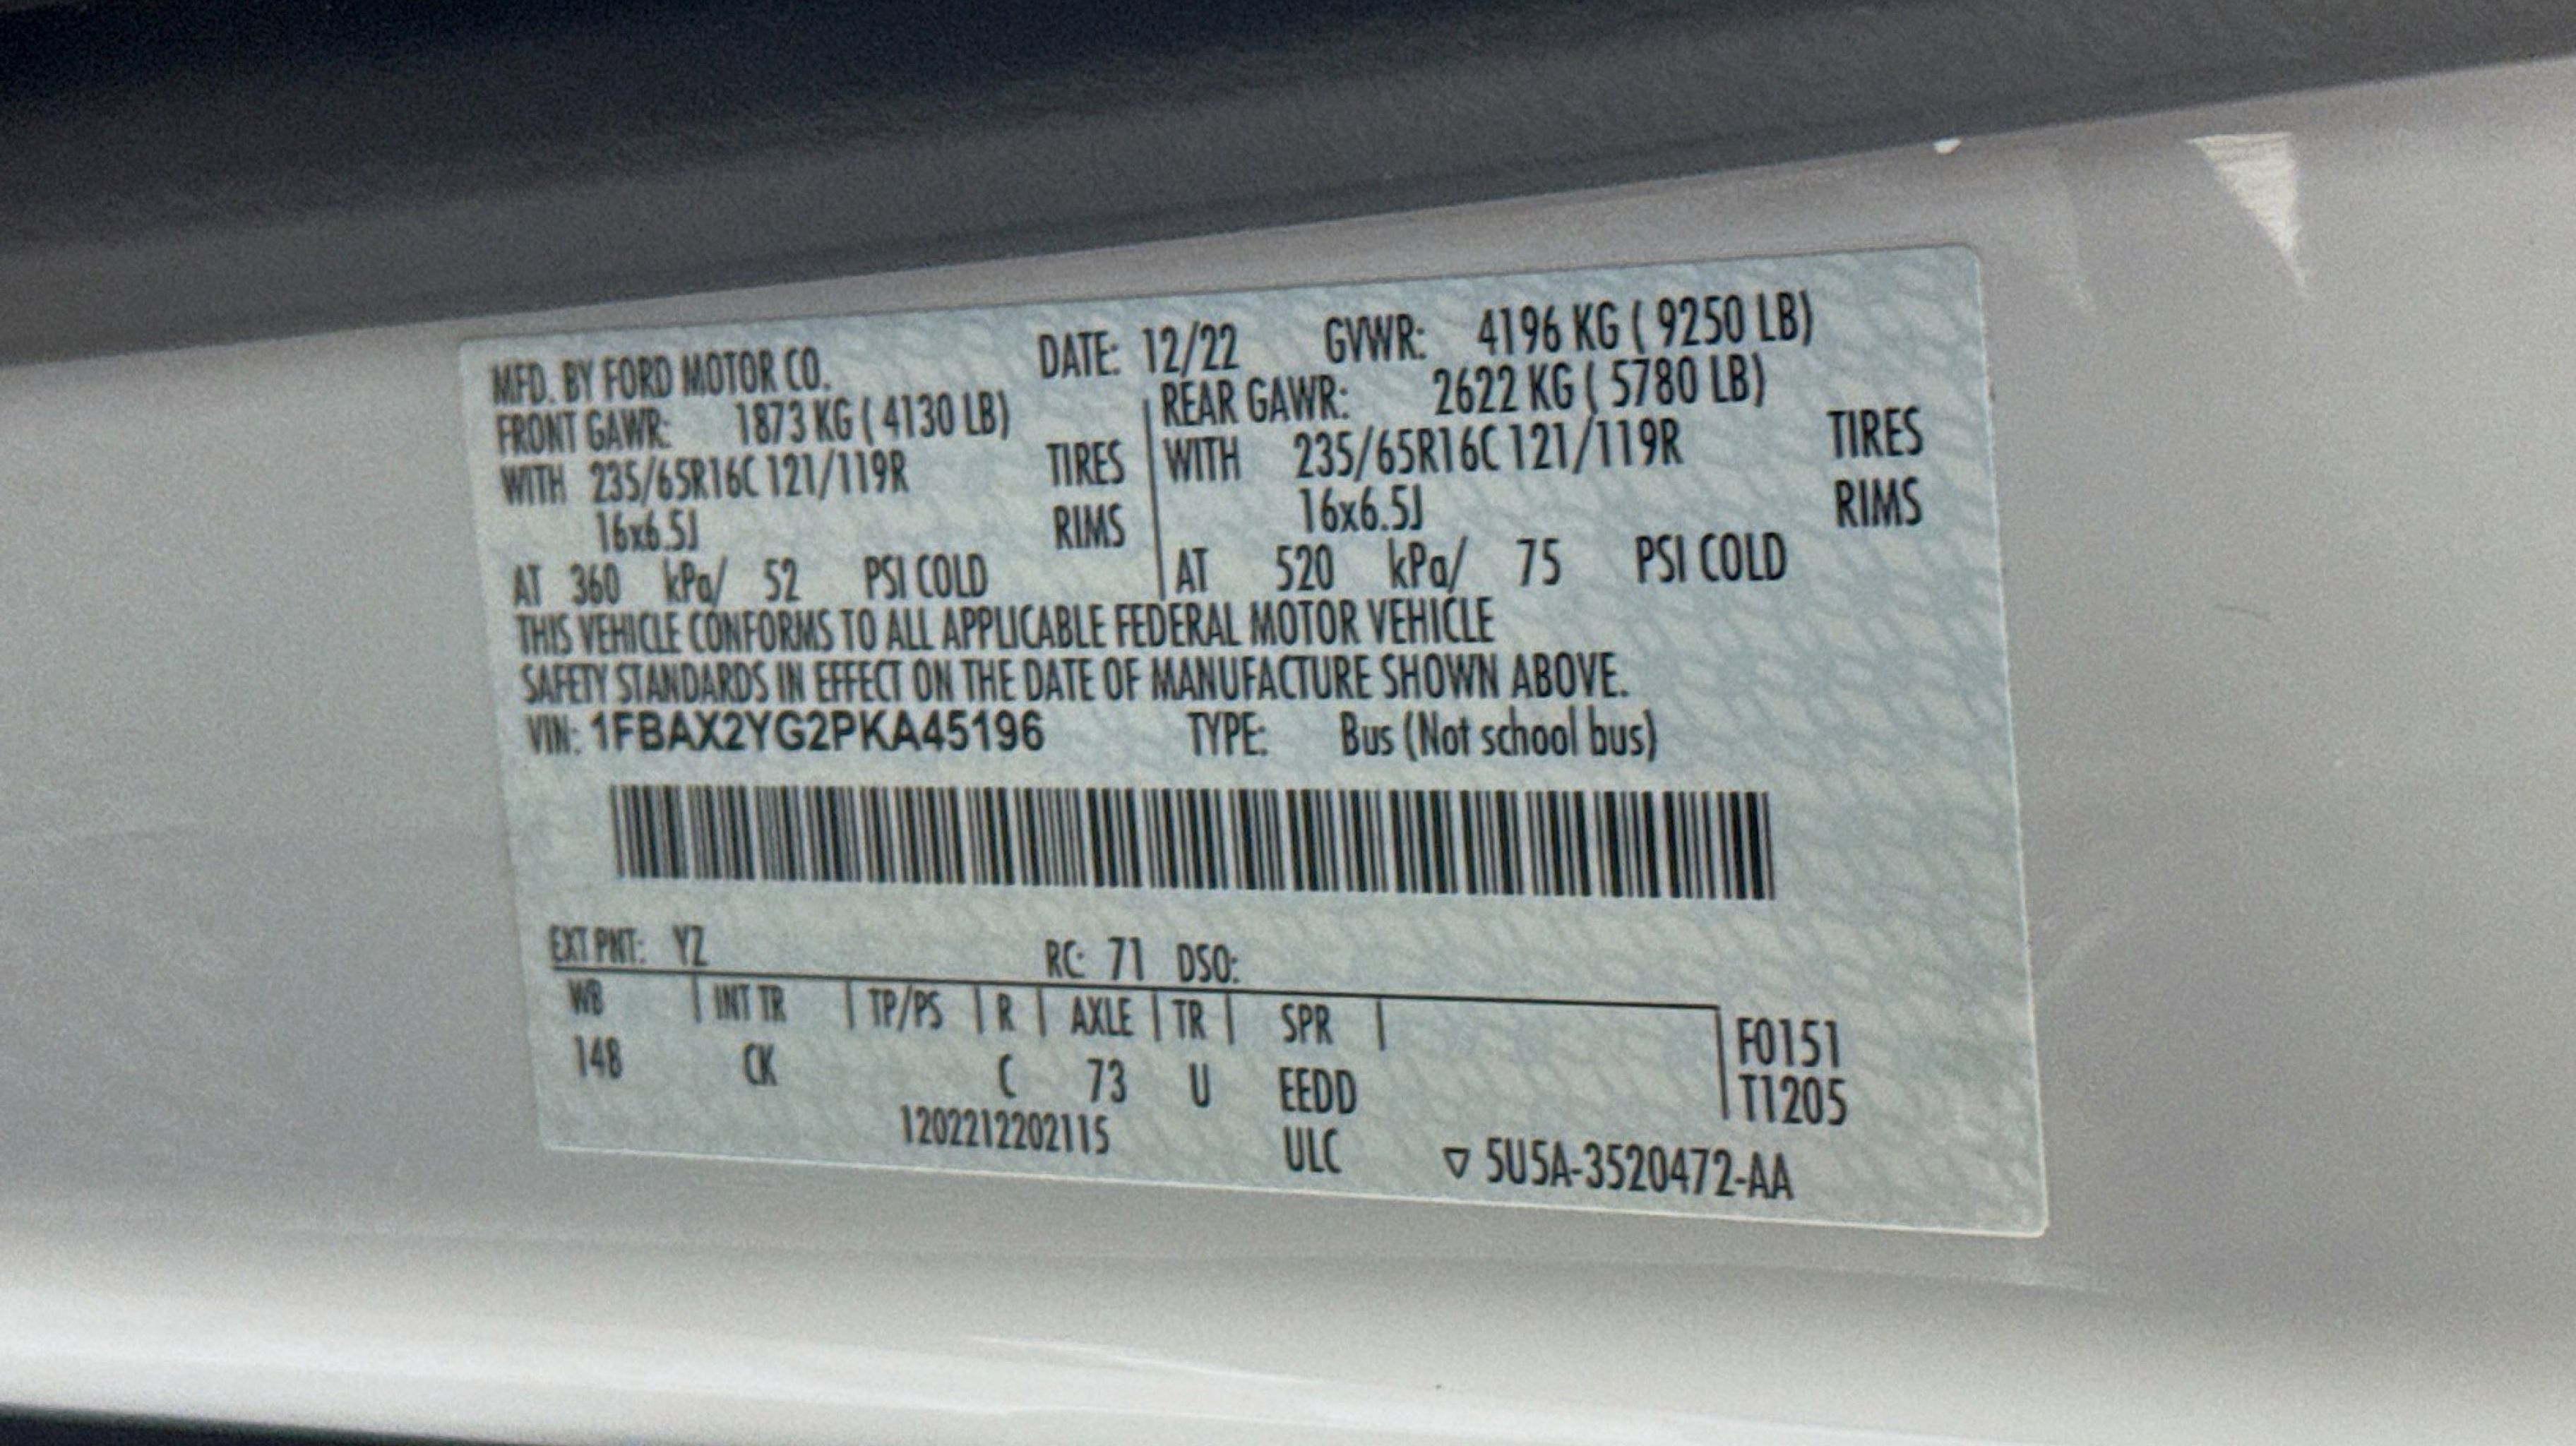 MFD. BY FORD MOTOR CO. DATE: 12/22 GVWR: 4196 KG ( 9250 LB)
FRONT GAWR: 1873 KG ( 4130 LB) REAR GAWR: 2622 KG ( 5780 LB)
WITH 235/65R16C 121/119R TIRES WITH 235/65R16C 121/119R TIRES
16x6.5J RIMS 16x6.5J RIMS
AT 360 kPa/ 52 PSI COLD AT 520 kPa/ 75 PSI COLD
THIS VEHICLE CONFORMS TO ALL APPLICABLE FEDERAL MOTOR VEHICLE
SAFETY STANDARDS IN EFFECT ON THE DATE OF MANUFACTURE SHOWN ABOVE.
VIN: 1FBAX2YG2PKA45196 TYPE: Bus (Not school bus)
EXT PNT: YZ RC: 71 DSO:
WB | INT TR | TP/PS | R | AXLE | TR | SPR | F0151
148 CK C 73 U EEDD T1205
1202212202115 ULC ▽ 5U5A-3520472-AA